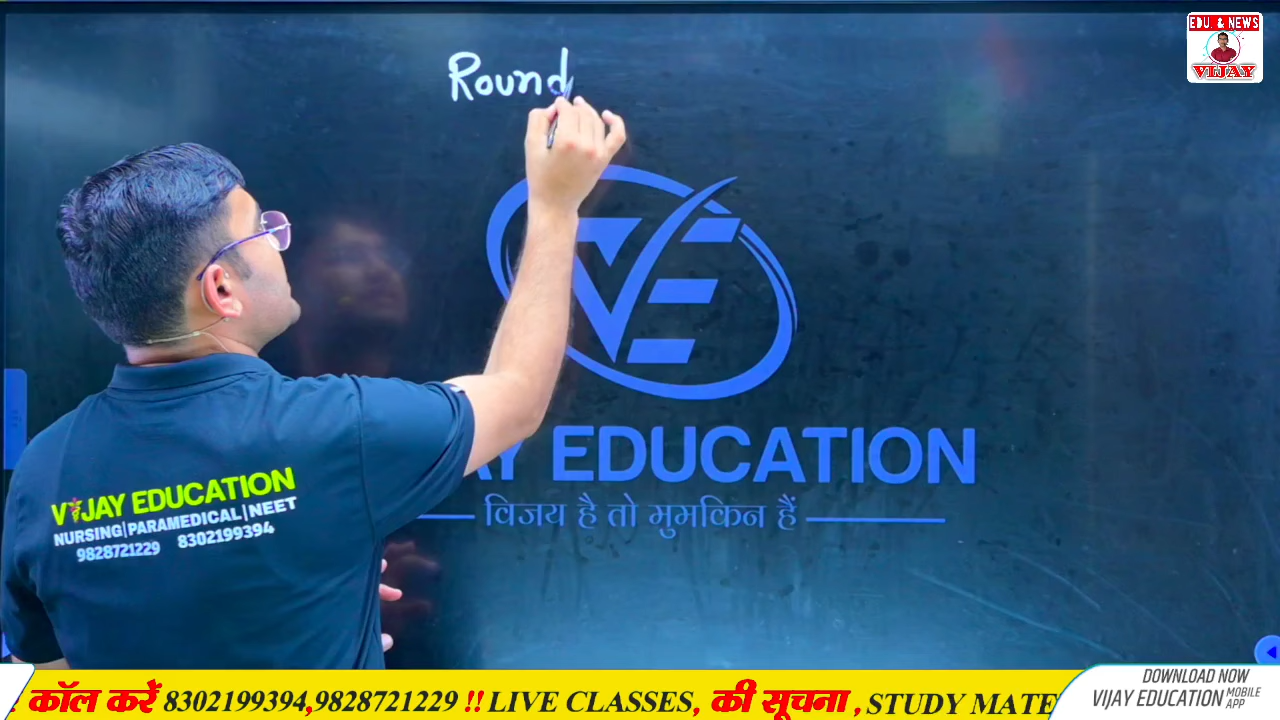 EDU. & NEWS
VIJAY
Round
VE
EDUCATION
विजय है तो मुमकिन हैं
VIJAY EDUCATION
NURSING|PARAMEDICAL|NEET
9828721229 8302199394
कॉल करें 8302199394,9828721229 !! LIVE CLASSES, की सूचना , STUDY MATE
DOWNLOAD NOW
VIJAY EDUCATION MOBILE APP